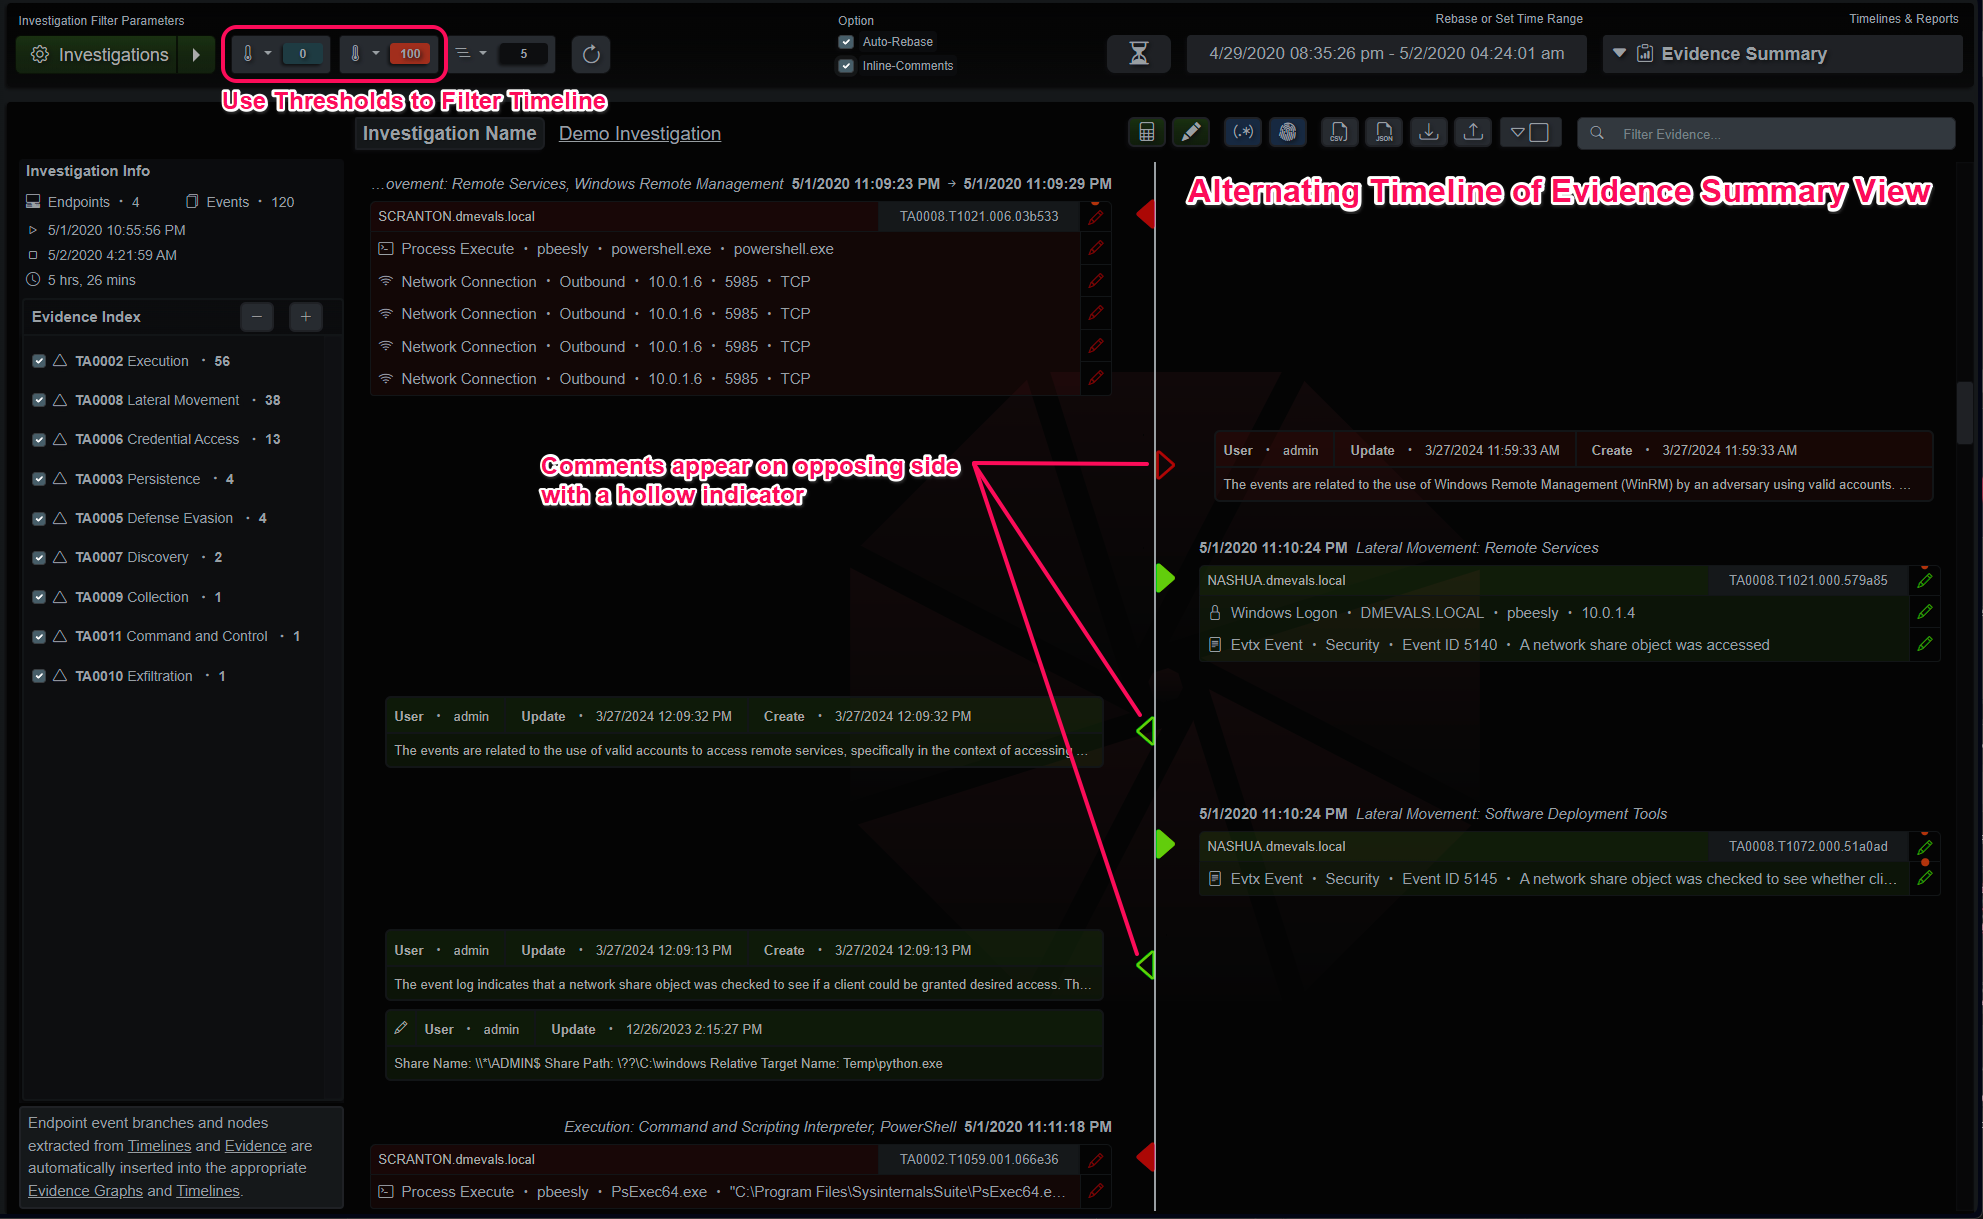 Investigation Filter Parameters
Investigations
0
100
5
Option
Auto-Rebase
Inline-Comments
Rebase or Set Time Range
4/29/2020 08:35:26 pm - 5/2/2020 04:24:01 am
Timelines & Reports
Evidence Summary
Use Thresholds to Filter Timeline
Investigation Name
Demo Investigation
(.*)
CSV
JSON
Filter Evidence...
Investigation Info
Endpoints · 4
Events · 120
5/1/2020 10:55:56 PM
5/2/2020 4:21:59 AM
5 hrs, 26 mins
Evidence Index
TA0002 Execution · 56
TA0008 Lateral Movement · 38
TA0006 Credential Access · 13
TA0003 Persistence · 4
TA0005 Defense Evasion · 4
TA0007 Discovery · 2
TA0009 Collection · 1
TA0011 Command and Control · 1
TA0010 Exfiltration · 1
Endpoint event branches and nodes
extracted from Timelines and Evidence are
automatically inserted into the appropriate
Evidence Graphs and Timelines.
Alternating Timeline of Evidence Summary View
...ovement: Remote Services, Windows Remote Management 5/1/2020 11:09:23 PM → 5/1/2020 11:09:29 PM
SCRANTON.dmevals.local
TA0008.T1021.006.03b533
Process Execute · pbeesly · powershell.exe · powershell.exe
Network Connection · Outbound · 10.0.1.6 · 5985 · TCP
Network Connection · Outbound · 10.0.1.6 · 5985 · TCP
Network Connection · Outbound · 10.0.1.6 · 5985 · TCP
Network Connection · Outbound · 10.0.1.6 · 5985 · TCP
Comments appear on opposing side
with a hollow indicator
User · admin Update · 3/27/2024 11:59:33 AM Create · 3/27/2024 11:59:33 AM
The events are related to the use of Windows Remote Management (WinRM) by an adversary using valid accounts. ...
5/1/2020 11:10:24 PM Lateral Movement: Remote Services
NASHUA.dmevals.local
TA0008.T1021.000.579a85
Windows Logon · DMEVALS.LOCAL · pbeesly · 10.0.1.4
Evtx Event · Security · Event ID 5140 · A network share object was accessed
User · admin Update · 3/27/2024 12:09:32 PM Create · 3/27/2024 12:09:32 PM
The events are related to the use of valid accounts to access remote services, specifically in the context of accessing ...
5/1/2020 11:10:24 PM Lateral Movement: Software Deployment Tools
NASHUA.dmevals.local
TA0008.T1072.000.51a0ad
Evtx Event · Security · Event ID 5145 · A network share object was checked to see whether cli...
User · admin Update · 3/27/2024 12:09:13 PM Create · 3/27/2024 12:09:13 PM
The event log indicates that a network share object was checked to see if a client could be granted desired access. Th...
User · admin Update · 12/26/2023 2:15:27 PM
Share Name: \\*\ADMIN$ Share Path: \??\C:\windows Relative Target Name: Temp\python.exe
Execution: Command and Scripting Interpreter, PowerShell 5/1/2020 11:11:18 PM
SCRANTON.dmevals.local
TA0002.T1059.001.066e36
Process Execute · pbeesly · PsExec64.exe · "C:\Program Files\SysinternalsSuite\PsExec64.e...